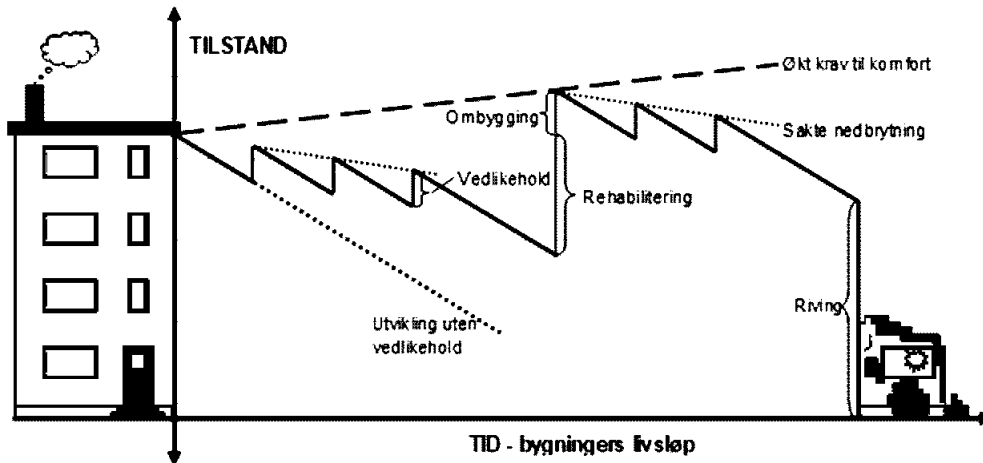 TILSTAND
Økt krav til komfort
Ombygging
Sakte nedbrytning
Vedlikehold
Rehabilitering
Riving
Utvikling uten
vedlikehold
TID - bygningers livsløp